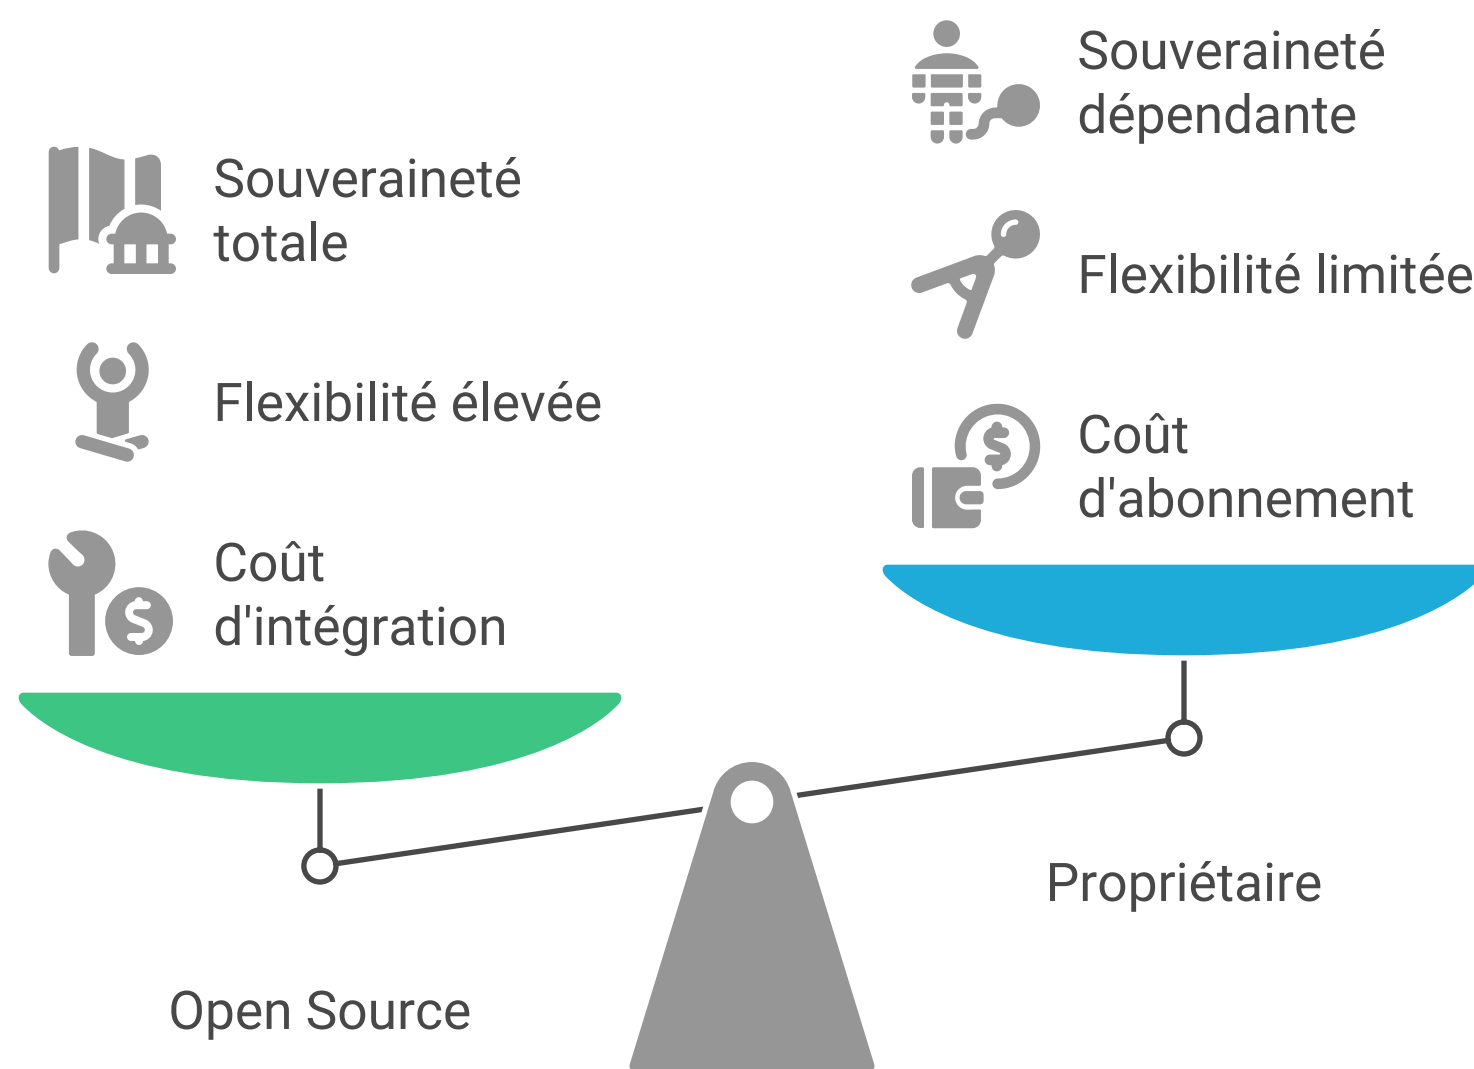 Souveraineté
totale
Flexibilité élevée
Coût
d'intégration
Open Source
Souveraineté
dépendante
Flexibilité limitée
Coût
d'abonnement
Propriétaire